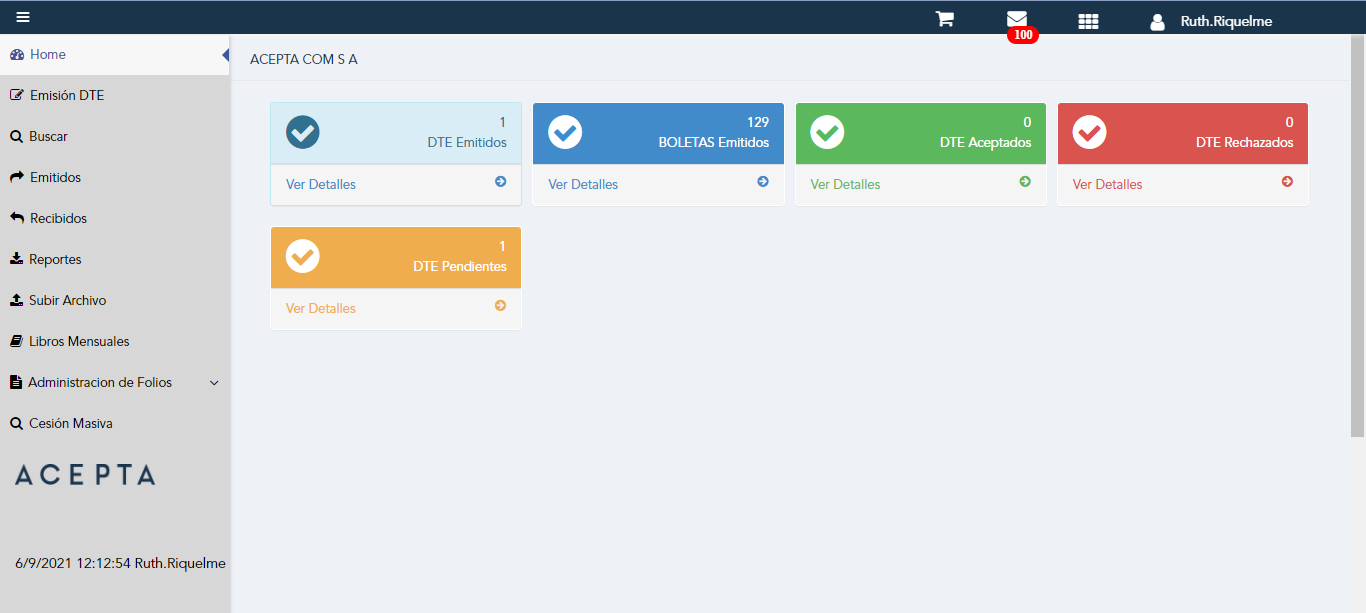 100
Ruth.Riquelme
Home
Emisión DTE
Buscar
Emitidos
Recibidos
Reportes
Subir Archivo
Libros Mensuales
Administracion de Folios
Cesión Masiva
ACEPTA
6/9/2021 12:12:54 Ruth.Riquelme
ACEPTA COM S A
1
DTE Emitidos
Ver Detalles
129
BOLETAS Emitidos
Ver Detalles
0
DTE Aceptados
Ver Detalles
0
DTE Rechazados
Ver Detalles
1
DTE Pendientes
Ver Detalles